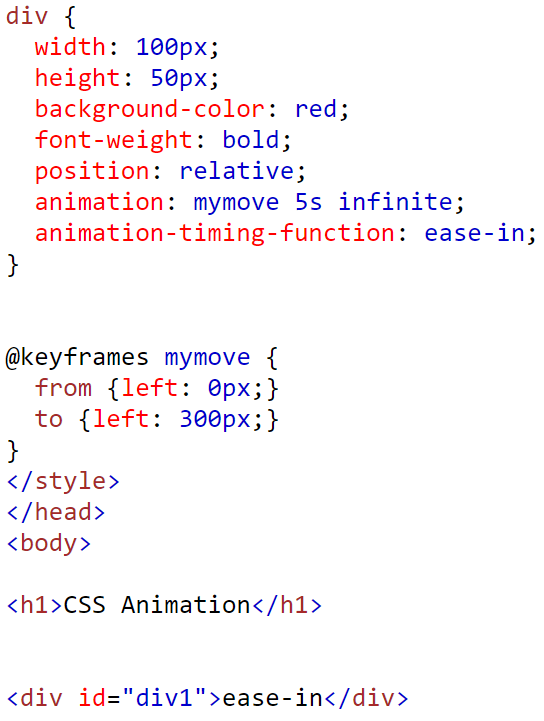 div {
  width: 100px;
  height: 50px;
  background-color: red;
  font-weight: bold;
  position: relative;
  animation: mymove 5s infinite;
  animation-timing-function: ease-in;
}
@keyframes mymove {
  from {left: 0px;}
  to {left: 300px;}
}
</style>
</head>
<body>
<h1>CSS Animation</h1>
<div id="div1">ease-in</div>